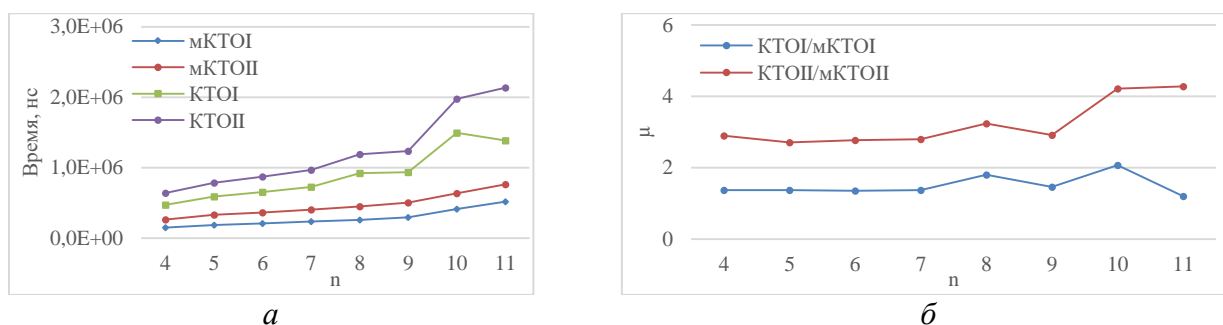 3,0E+06
2,0E+06
1,0E+06
0,0E+00
Время, нс
мКТОI
мКТОII
КТОI
КТОII
4 5 6 7 8 9 10 11
n
а
6
4
2
0
μ
КТОI/мКТОI
КТОII/мКТОII
4 5 6 7 8 9 10 11
n
б